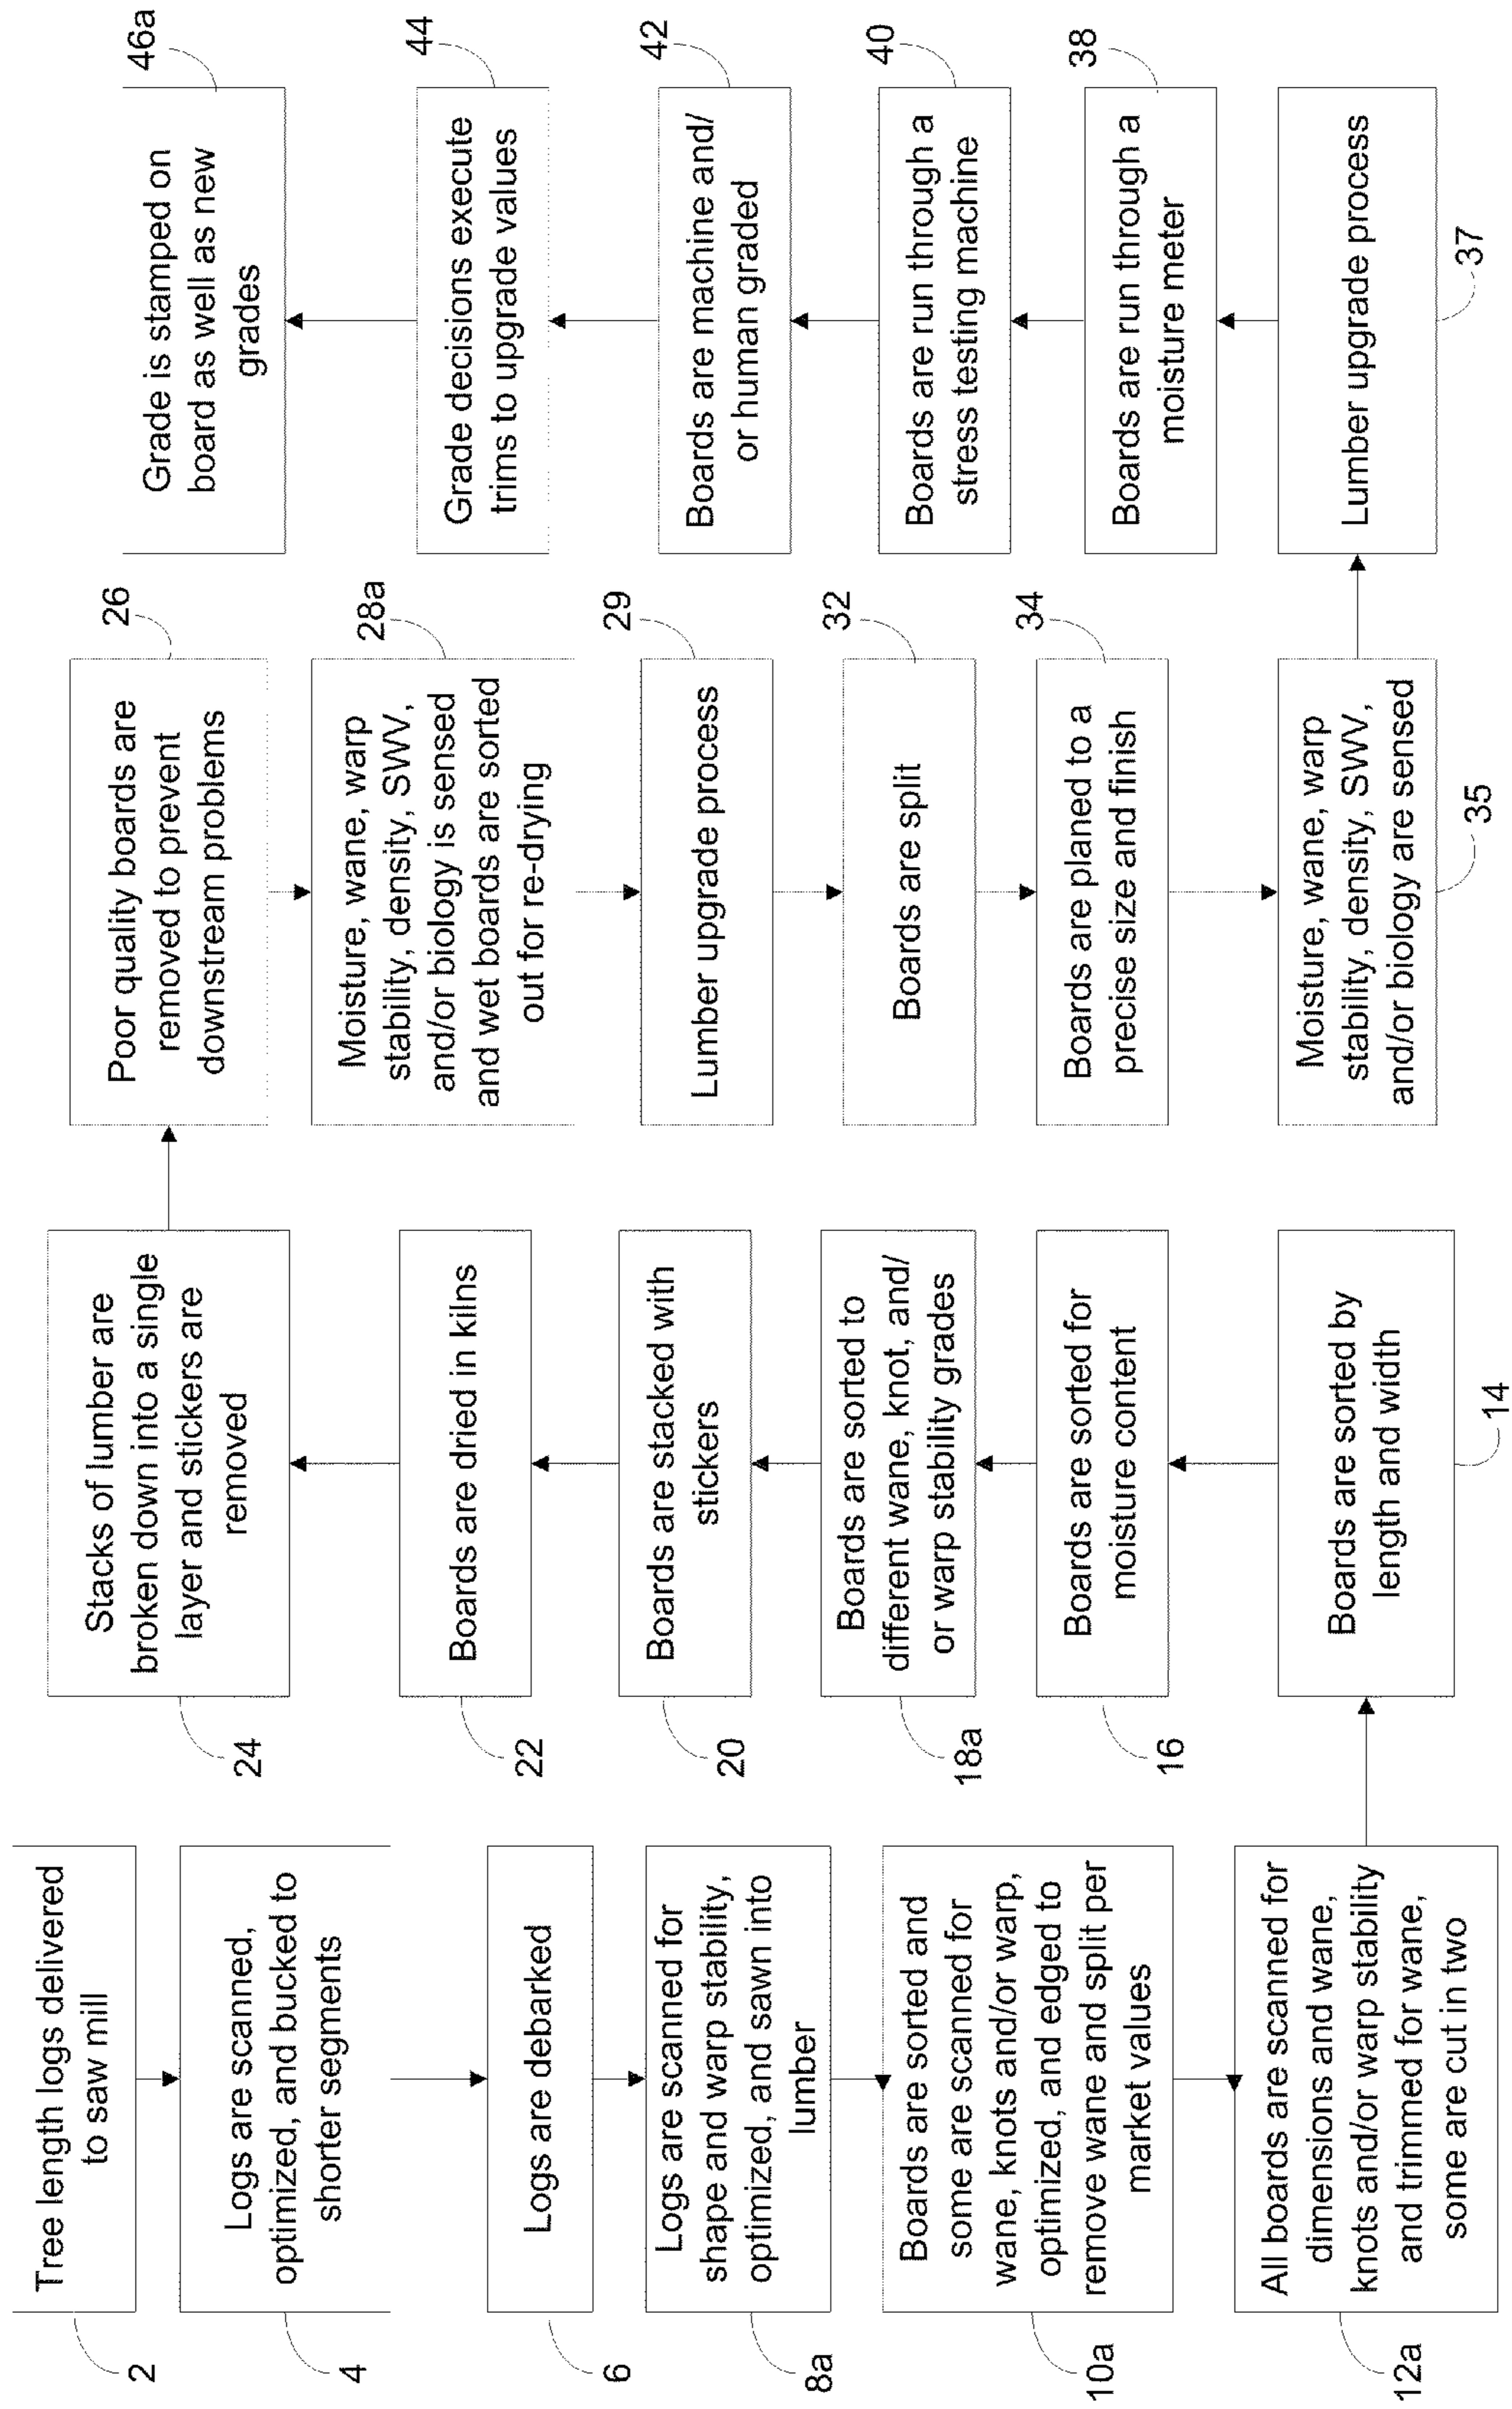 Tree length logs delivered
to saw mill
2
Logs are scanned,
optimized, and bucked to
shorter segments
4
Logs are debarked
6
Logs are scanned for
shape and warp stability,
optimized, and sawn into
lumber
8a
Boards are sorted and
some are scanned for
wane, knots and/or warp,
optimized, and edged to
remove wane and split per
market values
10a
All boards are scanned for
dimensions and wane,
knots and/or warp stability
and trimmed for wane,
some are cut in two
12a
Boards are sorted by
length and width
14
Boards are sorted for
moisture content
16
Boards are sorted to
different wane, knot, and/
or warp stability grades
18a
Boards are stacked with
stickers
20
Boards are dried in kilns
22
Stacks of lumber are
broken down into a single
layer and stickers are
removed
24
Poor quality boards are
removed to prevent
downstream problems
26
Moisture, wane, warp
stability, density, SWV,
and/or biology is sensed
and wet boards are sorted
out for re-drying
28a
Lumber upgrade process
29
Boards are split
32
Boards are planed to a
precise size and finish
34
Moisture, wane, warp
stability, density, SWV,
and/or biology are sensed
35
Lumber upgrade process
37
Boards are run through a
moisture meter
38
Boards are run through a
stress testing machine
40
Boards are machine and/
or human graded
42
Grade decisions execute
trims to upgrade values
44
Grade is stamped on
board as well as new
grades
46a